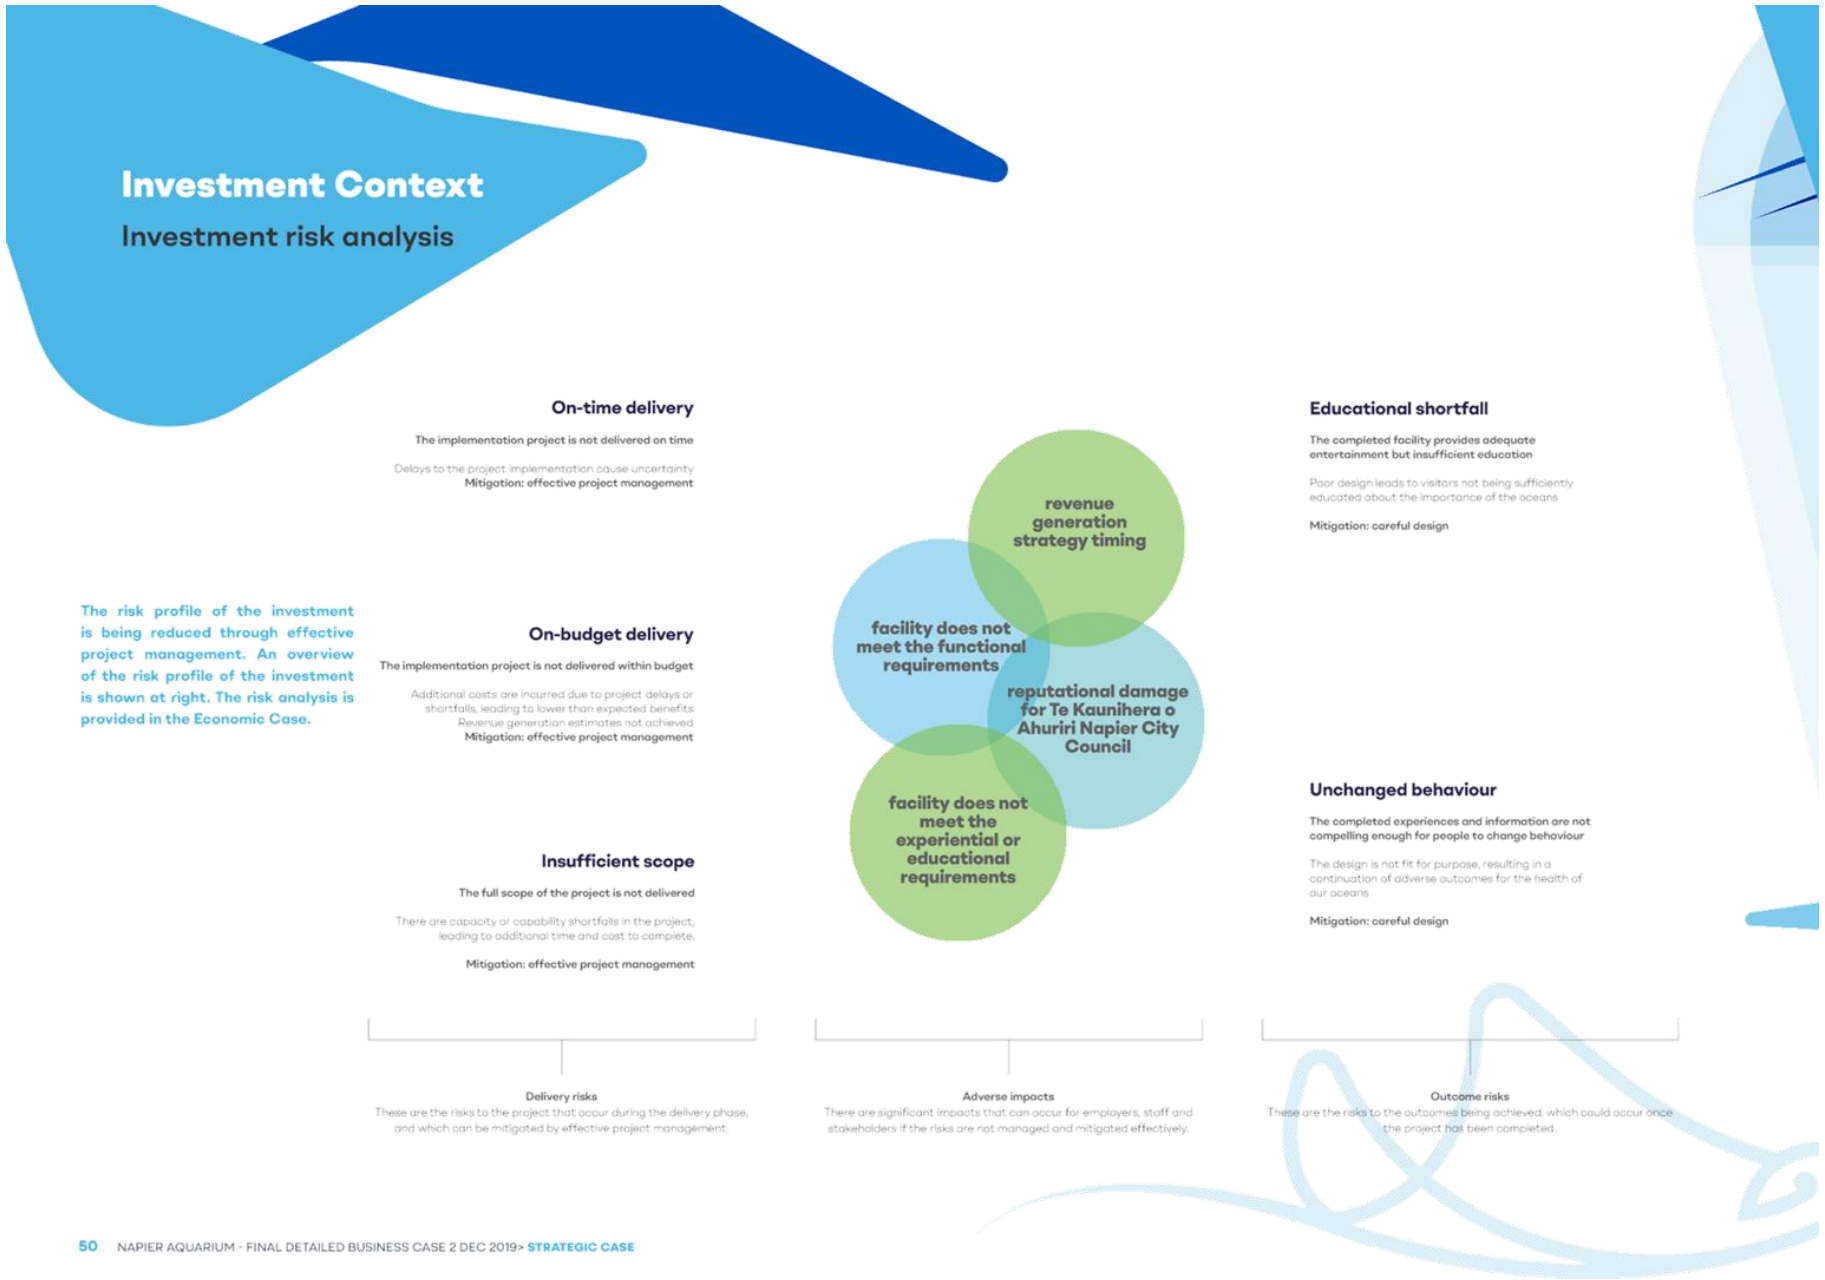 Investment Context
Investment risk analysis
The risk profile of the investment
is being reduced through effective
project management. An overview
of the risk profile of the investment
is shown at right. The risk analysis is
provided in the Economic Case.
On-time delivery
The implementation project is not delivered on time
Delays to the project implementation cause uncertainty
Mitigation: effective project management
On-budget delivery
The implementation project is not delivered within budget
Additional costs are incurred due to project delays or
shortfalls, leading to lower than expected benefits
Revenue generation estimates not achieved
Mitigation: effective project management
Insufficient scope
The full scope of the project is not delivered
There are capacity or capability shortfalls in the project,
leading to additional time and cost to complete.
Mitigation: effective project management
revenue
generation
strategy timing
facility does not
meet the functional
requirements
reputational damage
for Te Kaunihera o
Ahuriri Napier City
Council
facility does not
meet the
experiential or
educational
requirements
Educational shortfall
The completed facility provides adequate
entertainment but insufficient education
Poor design leads to visitors not being sufficiently
educated about the importance of the oceans
Mitigation: careful design
Unchanged behaviour
The completed experiences and information are not
compelling enough for people to change behaviour
The design is not fit for purpose, resulting in a
continuation of adverse outcomes for the health of
our oceans
Mitigation: careful design
Delivery risks
These are the risks to the project that occur during the delivery phase,
and which can be mitigated by effective project management.
Adverse impacts
There are significant impacts that can occur for employers, staff and
stakeholders if the risks are not managed and mitigated effectively.
Outcome risks
These are the risks to the outcomes being achieved, which could occur once
the project has been completed.
50 NAPIER AQUARIUM - FINAL DETAILED BUSINESS CASE 2 DEC 2019> STRATEGIC CASE